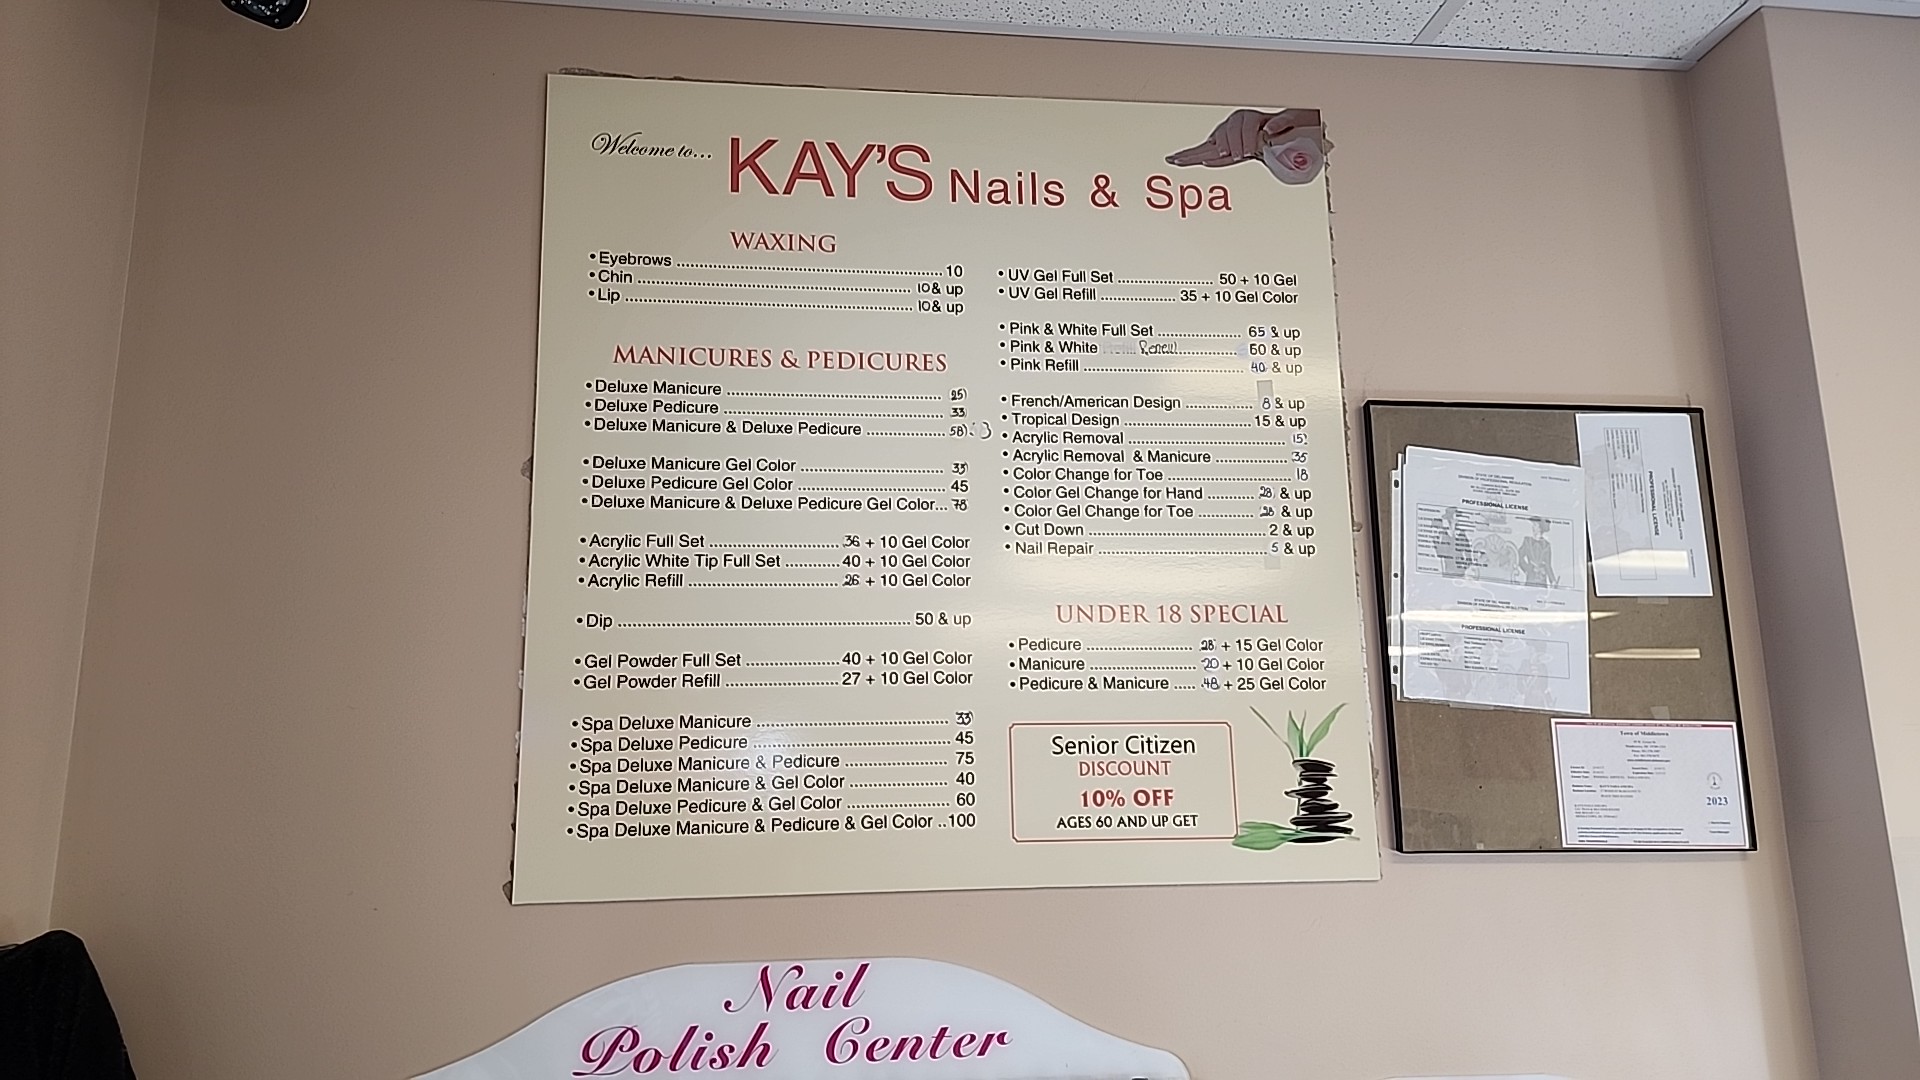 Welcome to... KAY'S Nails & Spa
WAXING
• Eyebrows ........ 10
• Chin ........ 10 & up
• Lip ........ 10 & up
MANICURES & PEDICURES
• Deluxe Manicure ........ 25
• Deluxe Pedicure ........ 33
• Deluxe Manicure & Deluxe Pedicure ........ 58
• Deluxe Manicure Gel Color ........ 35
• Deluxe Pedicure Gel Color ........ 45
• Deluxe Manicure & Deluxe Pedicure Gel Color... 78
• Acrylic Full Set ........ 36 + 10 Gel Color
• Acrylic White Tip Full Set ........ 40 + 10 Gel Color
• Acrylic Refill ........ 26 + 10 Gel Color
• Dip ........ 50 & up
• Gel Powder Full Set ........ 40 + 10 Gel Color
• Gel Powder Refill ........ 27 + 10 Gel Color
• Spa Deluxe Manicure ........ 33
• Spa Deluxe Pedicure ........ 45
• Spa Deluxe Manicure & Pedicure ........ 75
• Spa Deluxe Manicure & Gel Color ........ 40
• Spa Deluxe Pedicure & Gel Color ........ 60
• Spa Deluxe Manicure & Pedicure & Gel Color ..100
• UV Gel Full Set ........ 50 + 10 Gel
• UV Gel Refill ........ 35 + 10 Gel Color
• Pink & White Full Set ........ 65 & up
• Pink & White Renew ........ 60 & up
• Pink Refill ........ 40 & up
• French/American Design ........ 8 & up
• Tropical Design ........ 15 & up
• Acrylic Removal ........ 15
• Acrylic Removal & Manicure ........ 35
• Color Change for Toe ........ 18
• Color Gel Change for Hand ........ 28 & up
• Color Gel Change for Toe ........ 28 & up
• Cut Down ........ 2 & up
• Nail Repair ........ 5 & up
UNDER 18 SPECIAL
• Pedicure ........ 28 + 15 Gel Color
• Manicure ........ 20 + 10 Gel Color
• Pedicure & Manicure ..... 48 + 25 Gel Color
Senior Citizen
DISCOUNT
10% OFF
AGES 60 AND UP GET
PROFESSIONAL LICENSE
PROFESSIONAL LICENSE
PROFESSIONAL LICENSE
Town of Middletown
2023
Nail
Polish Center